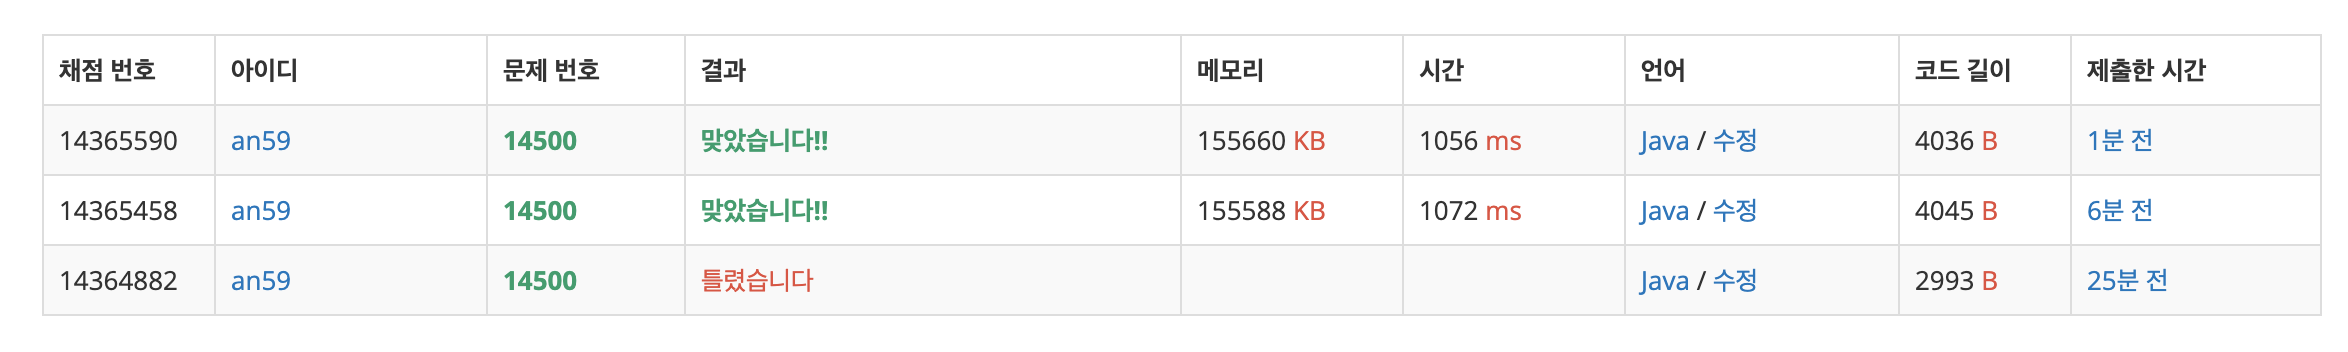 채점 번호 아이디 문제 번호 결과 메모리 시간 언어 코드 길이 제출한 시간
14365590 an59 14500 맞았습니다!! 155660 KB 1056 ms Java / 수정 4036 B 1분 전
14365458 an59 14500 맞았습니다!! 155588 KB 1072 ms Java / 수정 4045 B 6분 전
14364882 an59 14500 틀렸습니다 Java / 수정 2993 B 25분 전